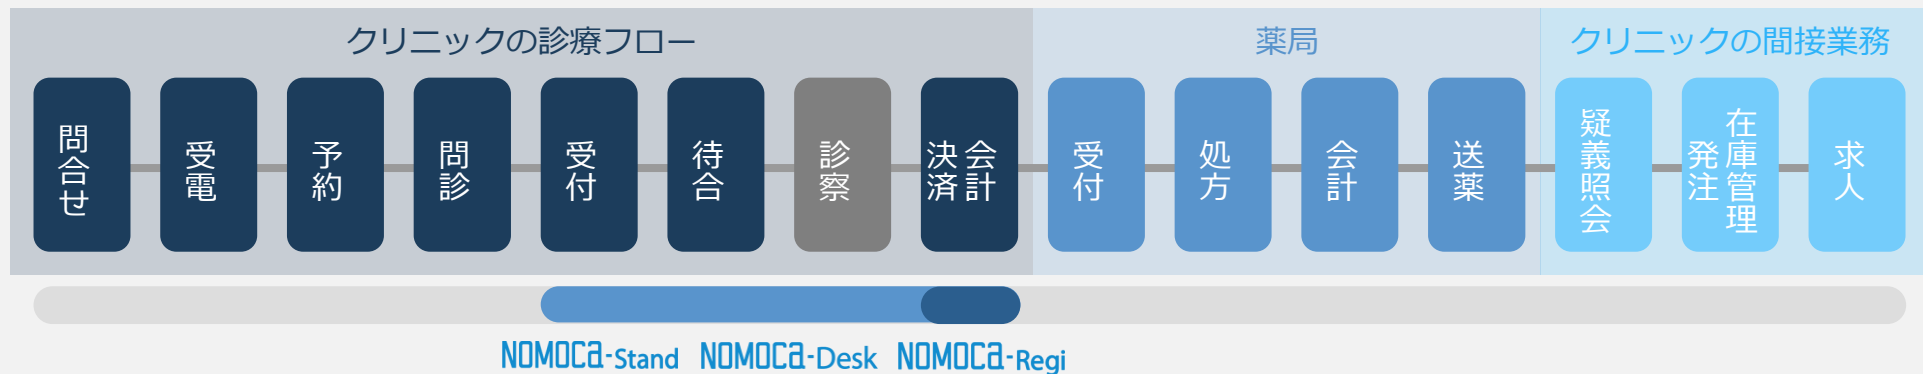 クリニックの診療フロー
薬局
クリニックの間接業務
問合せ
受電
予約
問診
受付
待合
診察
会計
決済
受付
処方
会計
送薬
疑義照会
在庫管理
発注
求人
NOMOCa-Stand
NOMOCa-Desk
NOMOCa-Regi